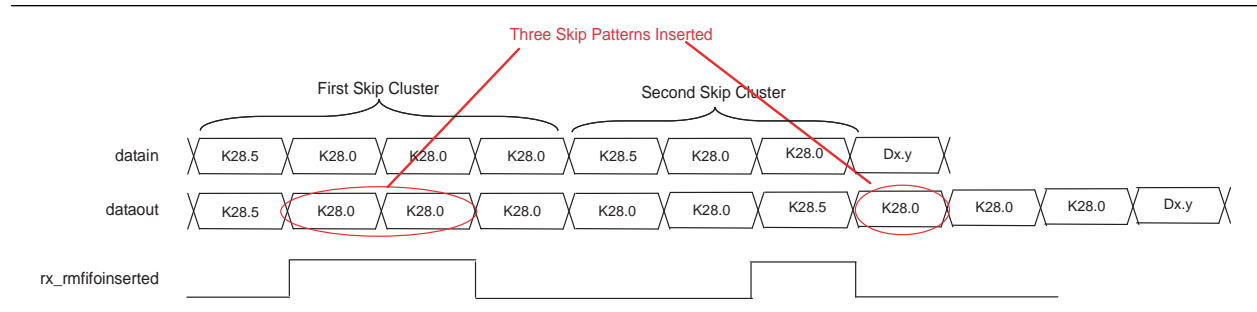 Three Skip Patterns Inserted
First Skip Cluster
Second Skip Cluster
datain K28.5 K28.0 K28.0 K28.0 K28.5 K28.0 K28.0 Dx.y
dataout K28.5 K28.0 K28.0 K28.0 K28.0 K28.0 K28.5 K28.0 K28.0 K28.0 Dx.y
rx_rmfifoinserted